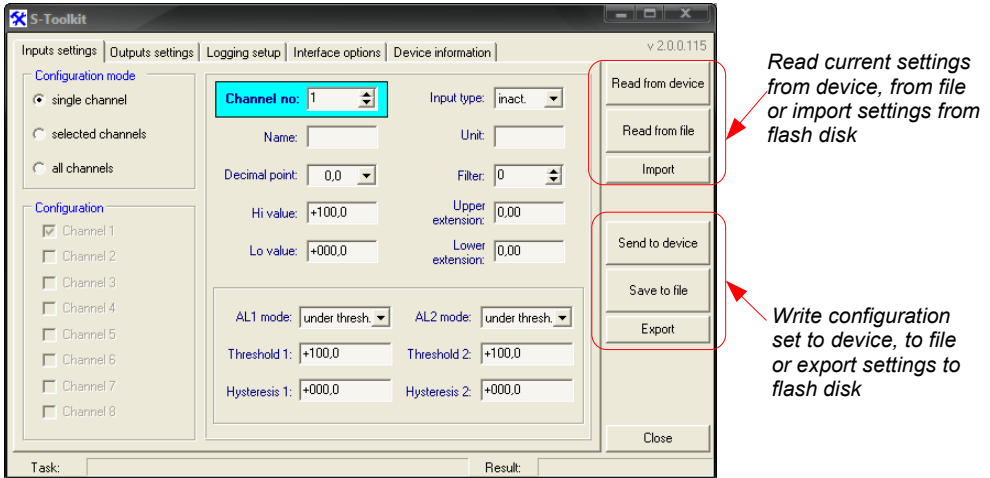 S-Toolkit
Inputs settings Outputs settings Logging setup Interface options Device information v 2.0.0.115
Configuration mode
single channel
selected channels
all channels
Configuration
Channel 1
Channel 2
Channel 3
Channel 4
Channel 5
Channel 6
Channel 7
Channel 8
Channel no: 1 Input type: inact.
Name: Unit:
Decimal point: 0,0 Filter: 0
Hi value: +100,0 Upper
extension: 0,00
Lo value: +000,0 Lower
extension: 0,00
AL1 mode: under thresh. AL2 mode: under thresh.
Threshold 1: +100,0 Threshold 2: +100,0
Hysteresis 1: +000,0 Hysteresis 2: +000,0
Read from device
Read from file
Import
Send to device
Save to file
Export
Close
Task: Result:
Read current settings
from device, from file
or import settings from
flash disk
Write configuration
set to device, to file
or export settings to
flash disk